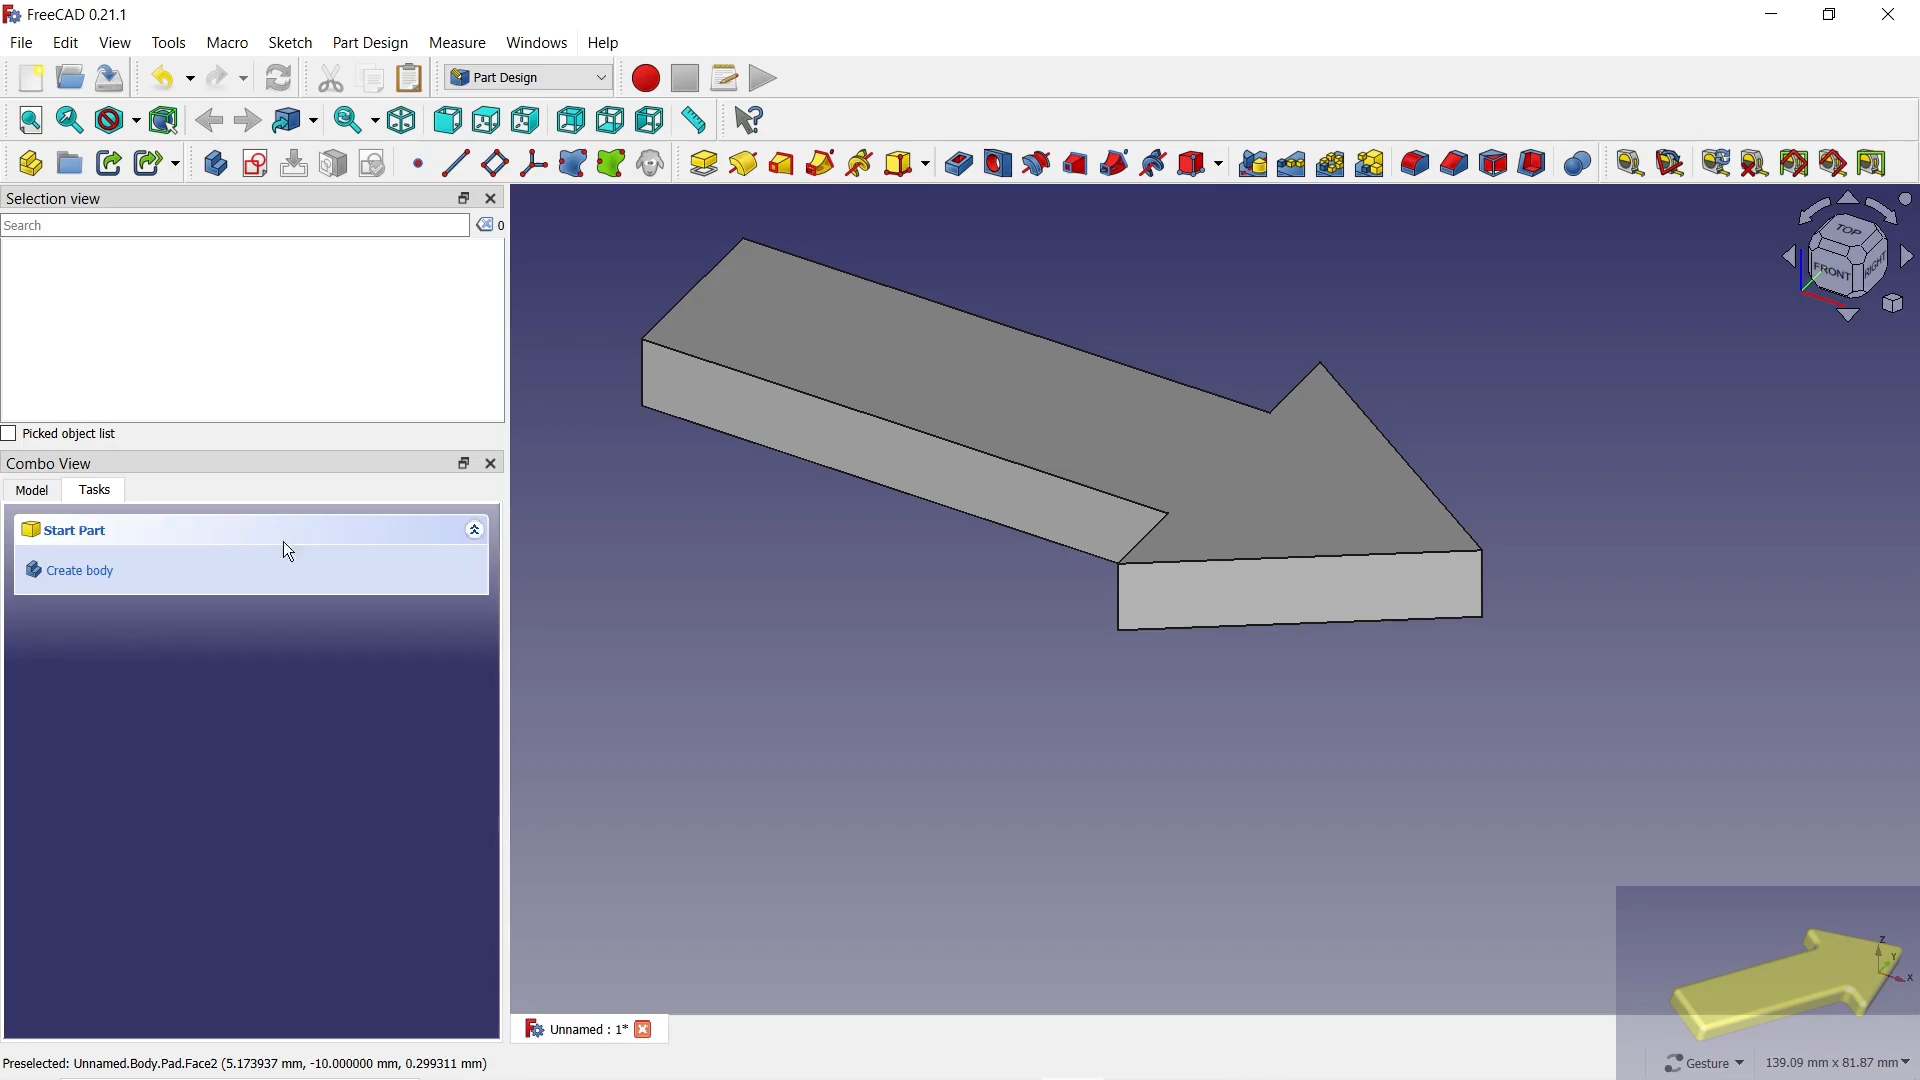 FreeCAD 0.21.1
File Edit View Tools Macro Sketch Part Design Measure Windows Help
Part Design
Selection view
Search
0
Picked object list
Combo View
Model Tasks
Start Part
Create body
TOP
FRONT RIGHT
Z
Y
X
Unnamed : 1*
Preselected: Unnamed.Body.Pad.Face2 (5.173937 mm, -10.000000 mm, 0.299311 mm)
Gesture 139.09 mm x 81.87 mm